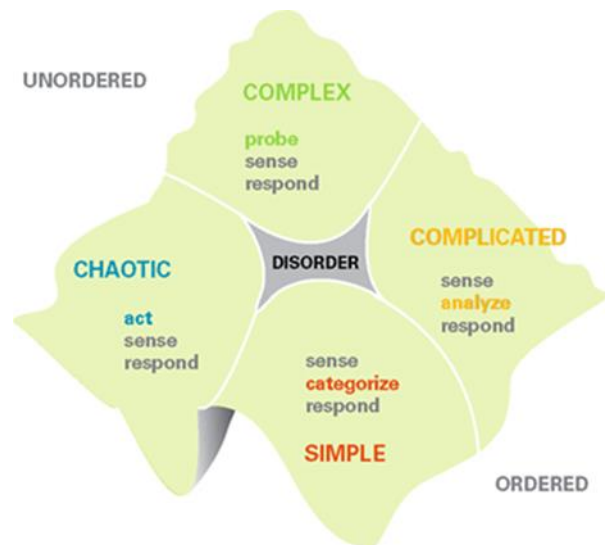 UNORDERED
COMPLEX
probe
sense
respond
CHAOTIC
act
sense
respond
DISORDER
COMPLICATED
sense
analyze
respond
sense
categorize
respond
SIMPLE
ORDERED